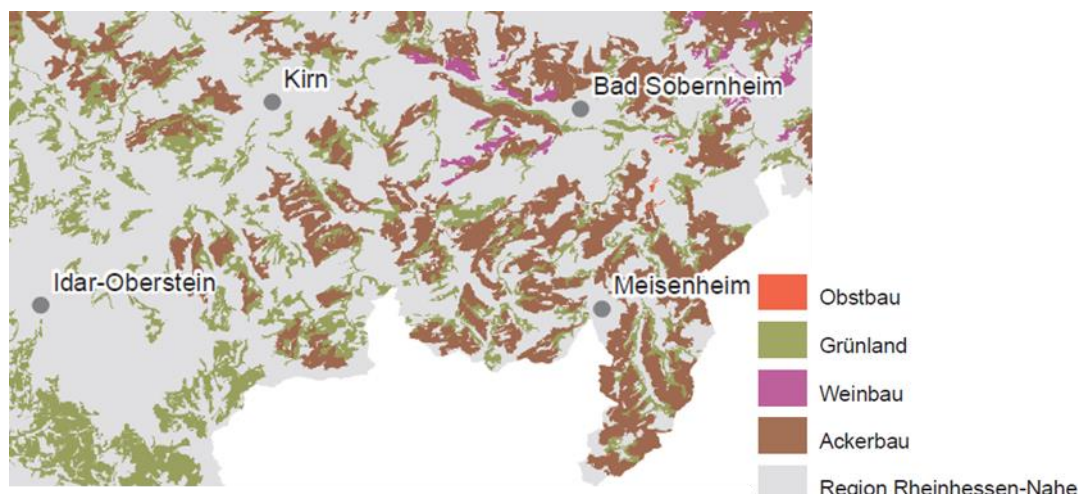 Kirn
Bad Sobernheim
Idar-Oberstein
Meisenheim
Obstbau
Grünland
Weinbau
Ackerbau
Region Rheinhessen-Nahe